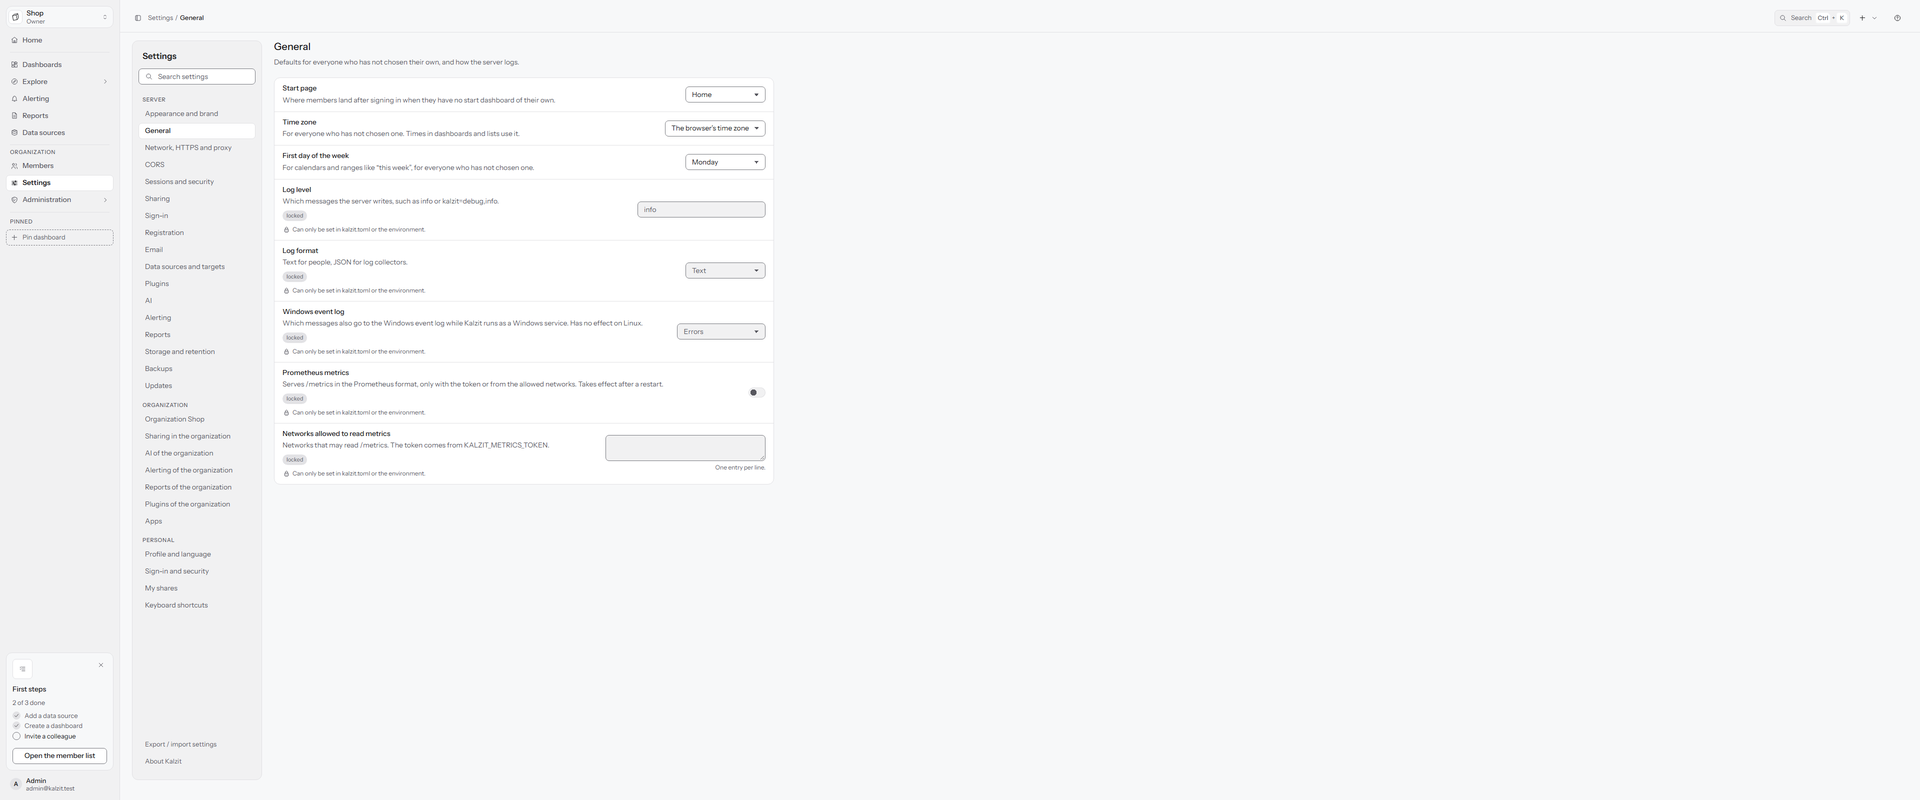 Shop
Owner
Home
Dashboards
Explore
Alerting
Reports
Data sources
ORGANIZATION
Members
Settings
Administration
PINNED
Pin dashboard
First steps
2 of 3 done
Add a data source
Create a dashboard
Invite a colleague
Open the member list
A
Admin
admin@kalzit.test
Settings / General
Search Ctrl + K
Settings
Search settings
SERVER
Appearance and brand
General
Network, HTTPS and proxy
CORS
Sessions and security
Sharing
Sign-in
Registration
Email
Data sources and targets
Plugins
AI
Alerting
Reports
Storage and retention
Backups
Updates
ORGANIZATION
Organization Shop
Sharing in the organization
AI of the organization
Alerting of the organization
Reports of the organization
Plugins of the organization
Apps
PERSONAL
Profile and language
Sign-in and security
My shares
Keyboard shortcuts
Export / import settings
About Kalzit
General
Defaults for everyone who has not chosen their own, and how the server logs.
Start page
Where members land after signing in when they have no start dashboard of their own.
Home
Time zone
For everyone who has not chosen one. Times in dashboards and lists use it.
The browser's time zone
First day of the week
For calendars and ranges like "this week", for everyone who has not chosen one.
Monday
Log level
Which messages the server writes, such as info or kalzit=debug,info.
locked
Can only be set in kalzit.toml or the environment.
info
Log format
Text for people, JSON for log collectors.
locked
Can only be set in kalzit.toml or the environment.
Text
Windows event log
Which messages also go to the Windows event log while Kalzit runs as a Windows service. Has no effect on Linux.
locked
Can only be set in kalzit.toml or the environment.
Errors
Prometheus metrics
Serves /metrics in the Prometheus format, only with the token or from the allowed networks. Takes effect after a restart.
locked
Can only be set in kalzit.toml or the environment.
Networks allowed to read metrics
Networks that may read /metrics. The token comes from KALZIT_METRICS_TOKEN.
locked
Can only be set in kalzit.toml or the environment.
One entry per line.